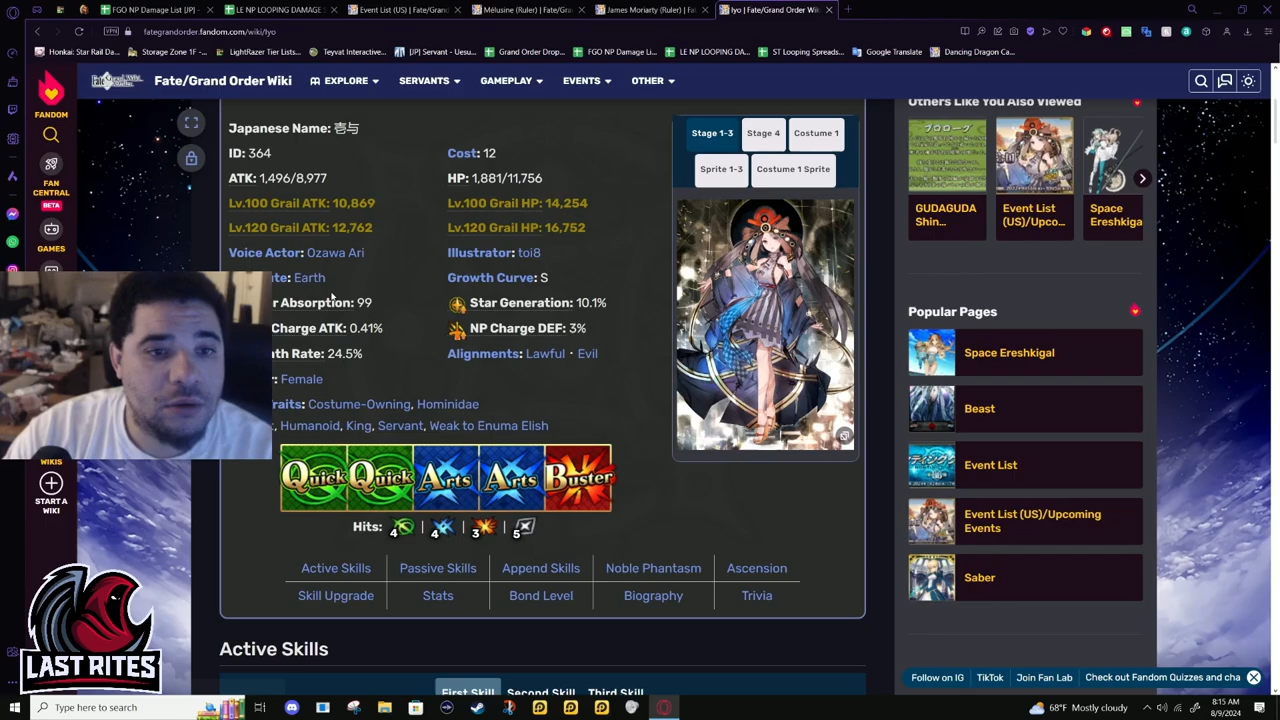 FGO NP Damage List [JP] -
LE NP LOOPING DAMAGE
Event List (US) | Fate/Grand
Mélusine (Ruler) | Fate/Grand
James Moriarty (Ruler) | Fat
Iyo | Fate/Grand Order Wiki
VPN
fategrandorder.fandom.com/wiki/Iyo
Honkai: Star Rail Da...
Storage Zone 1F -...
LightRazer Tier Lists...
Teyvat Interactive...
[JP] Servant - Uesu...
Grand Order Drop...
FGO NP Damage Li...
LE NP LOOPING DA...
ST Looping Spreads...
Google Translate
Dancing Dragon Ca...
FANDOM
Fate/Grand Order Wiki
EXPLORE
SERVANTS
GAMEPLAY
EVENTS
OTHER
FAN
CENTRAL
BETA
GAMES
WIKIS
START A
WIKI
Japanese Name: 壱与
ID: 364
Cost: 12
ATK: 1,496/8,977
HP: 1,881/11,756
Lv.100 Grail ATK: 10,869
Lv.100 Grail HP: 14,254
Lv.120 Grail ATK: 12,762
Lv.120 Grail HP: 16,752
Voice Actor: Ozawa Ari
Illustrator: toi8
te: Earth
Growth Curve: S
r Absorption: 99
Star Generation: 10.1%
Charge ATK: 0.41%
NP Charge DEF: 3%
th Rate: 24.5%
Alignments: Lawful・Evil
: Female
raits: Costume-Owning, Hominidae
, Humanoid, King, Servant, Weak to Enuma Elish
Quick
Quick
Arts
Arts
Buster
Hits: 4 | 4 | 3 | 5
Active Skills
Passive Skills
Append Skills
Noble Phantasm
Ascension
Skill Upgrade
Stats
Bond Level
Biography
Trivia
Active Skills
First Skill
Second Skill
Third Skill
Stage 1-3
Stage 4
Costume 1
Sprite 1-3
Costume 1 Sprite
Others Like You Also Viewed
プロローグ
GUDAGUDA
Shin...
Event List
(US)/Upco...
Space
Ereshkigal
Popular Pages
Space Ereshkigal
Beast
Event List
Event List (US)/Upcoming
Events
Saber
Follow on IG
TikTok
Join Fan Lab
Check out Fandom Quizzes and cha
LAST RITES
Type here to search
68°F Mostly cloudy
8:15 AM
8/9/2024